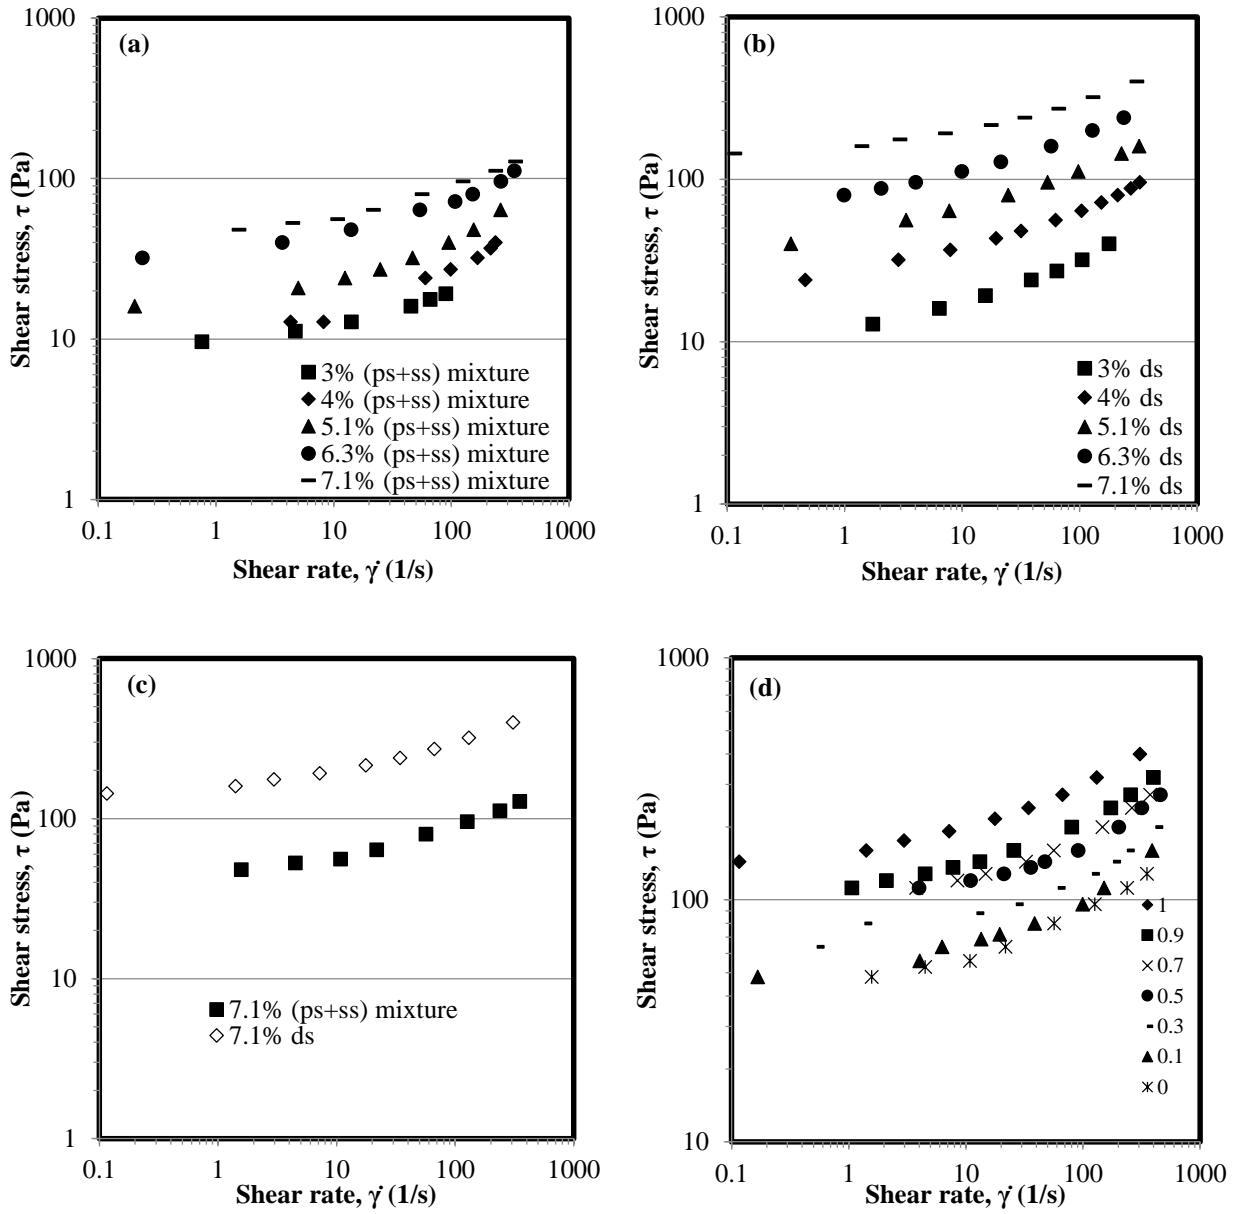 (a)
1000
100
10
1
Shear stress, τ (Pa)
0.1 1 10 100 1000
Shear rate, γ̇ (1/s)
3% (ps+ss) mixture
4% (ps+ss) mixture
5.1% (ps+ss) mixture
6.3% (ps+ss) mixture
7.1% (ps+ss) mixture
(b)
1000
100
10
1
Shear stress, τ (Pa)
0.1 1 10 100 1000
Shear rate, γ̇ (1/s)
3% ds
4% ds
5.1% ds
6.3% ds
7.1% ds
(c)
1000
100
10
1
Shear stress, τ (Pa)
0.1 1 10 100 1000
Shear rate, γ̇ (1/s)
7.1% (ps+ss) mixture
7.1% ds
(d)
1000
100
10
Shear stress, τ (Pa)
0.1 1 10 100 1000
Shear rate, γ̇ (1/s)
1
0.9
0.7
0.5
0.3
0.1
0